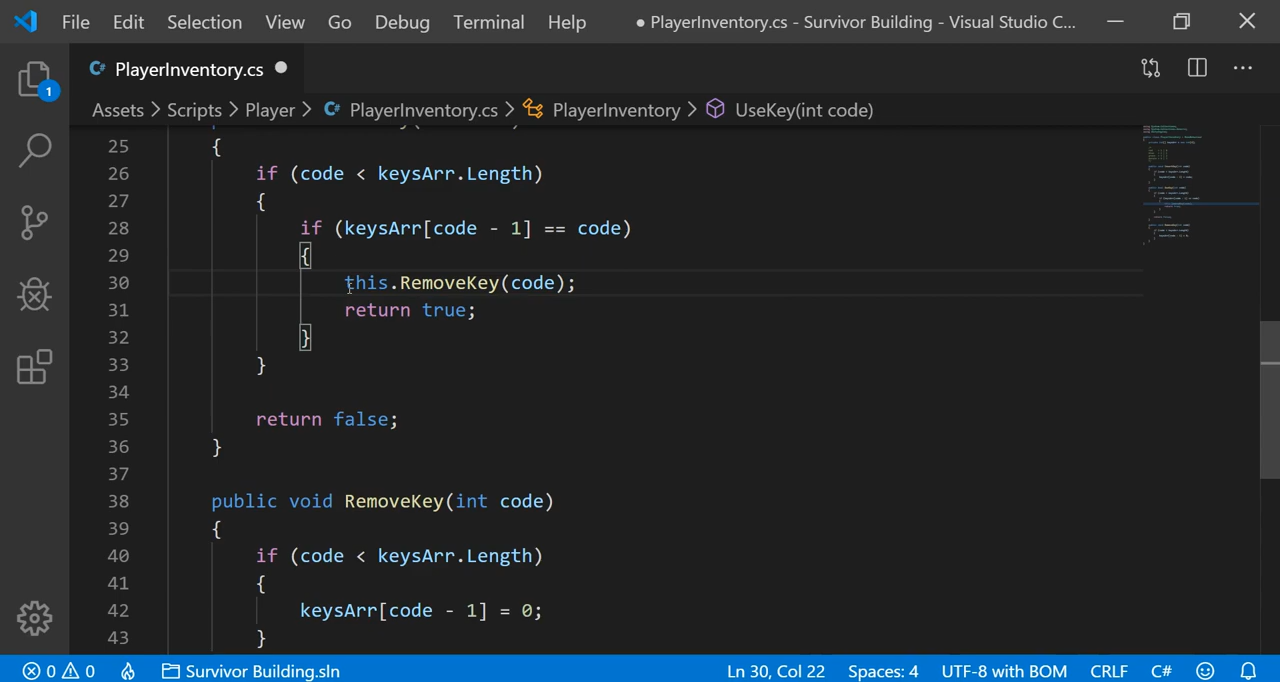 File Edit Selection View Go Debug Terminal Help ● PlayerInventory.cs - Survivor Building - Visual Studio C...
PlayerInventory.cs
Assets > Scripts > Player > PlayerInventory.cs > PlayerInventory > UseKey(int code)
1
25 {
26 if (code < keysArr.Length)
27 {
28 if (keysArr[code - 1] == code)
29 {
30 this.RemoveKey(code);
31 return true;
32 }
33 }
34
35 return false;
36 }
37
38 public void RemoveKey(int code)
39 {
40 if (code < keysArr.Length)
41 {
42 keysArr[code - 1] = 0;
43 }
0 0 Survivor Building.sln Ln 30, Col 22 Spaces: 4 UTF-8 with BOM CRLF C#